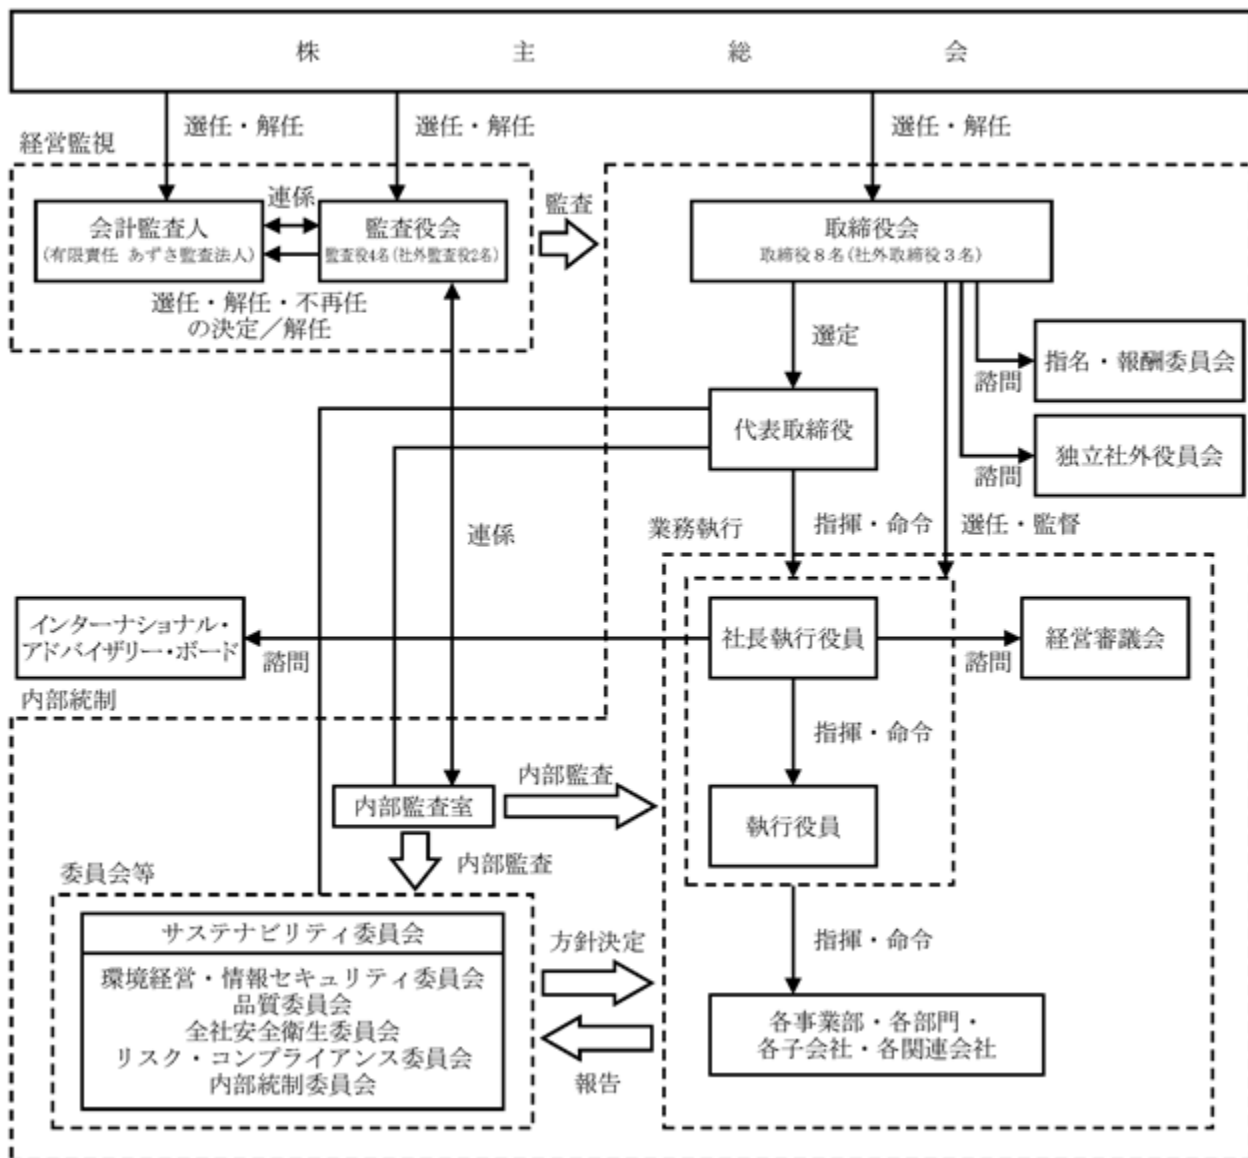 株主総会
選任・解任
選任・解任
選任・解任
経営監視
会計監査人
(有限責任 あずさ監査法人)
連係
監査役会
監査役4名(社外監査役2名)
監査
取締役会
取締役8名(社外取締役3名)
選任・解任・不再任
の決定／解任
選定
指名・報酬委員会
諮問
代表取締役
独立社外役員会
諮問
連係
業務執行
指揮・命令
選任・監督
インターナショナル・
アドバイザリー・ボード
諮問
社長執行役員
諮問
経営審議会
内部統制
指揮・命令
内部監査室
内部監査
執行役員
内部監査
委員会等
サステナビリティ委員会
環境経営・情報セキュリティ委員会
品質委員会
全社安全衛生委員会
リスク・コンプライアンス委員会
内部統制委員会
方針決定
報告
指揮・命令
各事業部・各部門・
各子会社・各関連会社